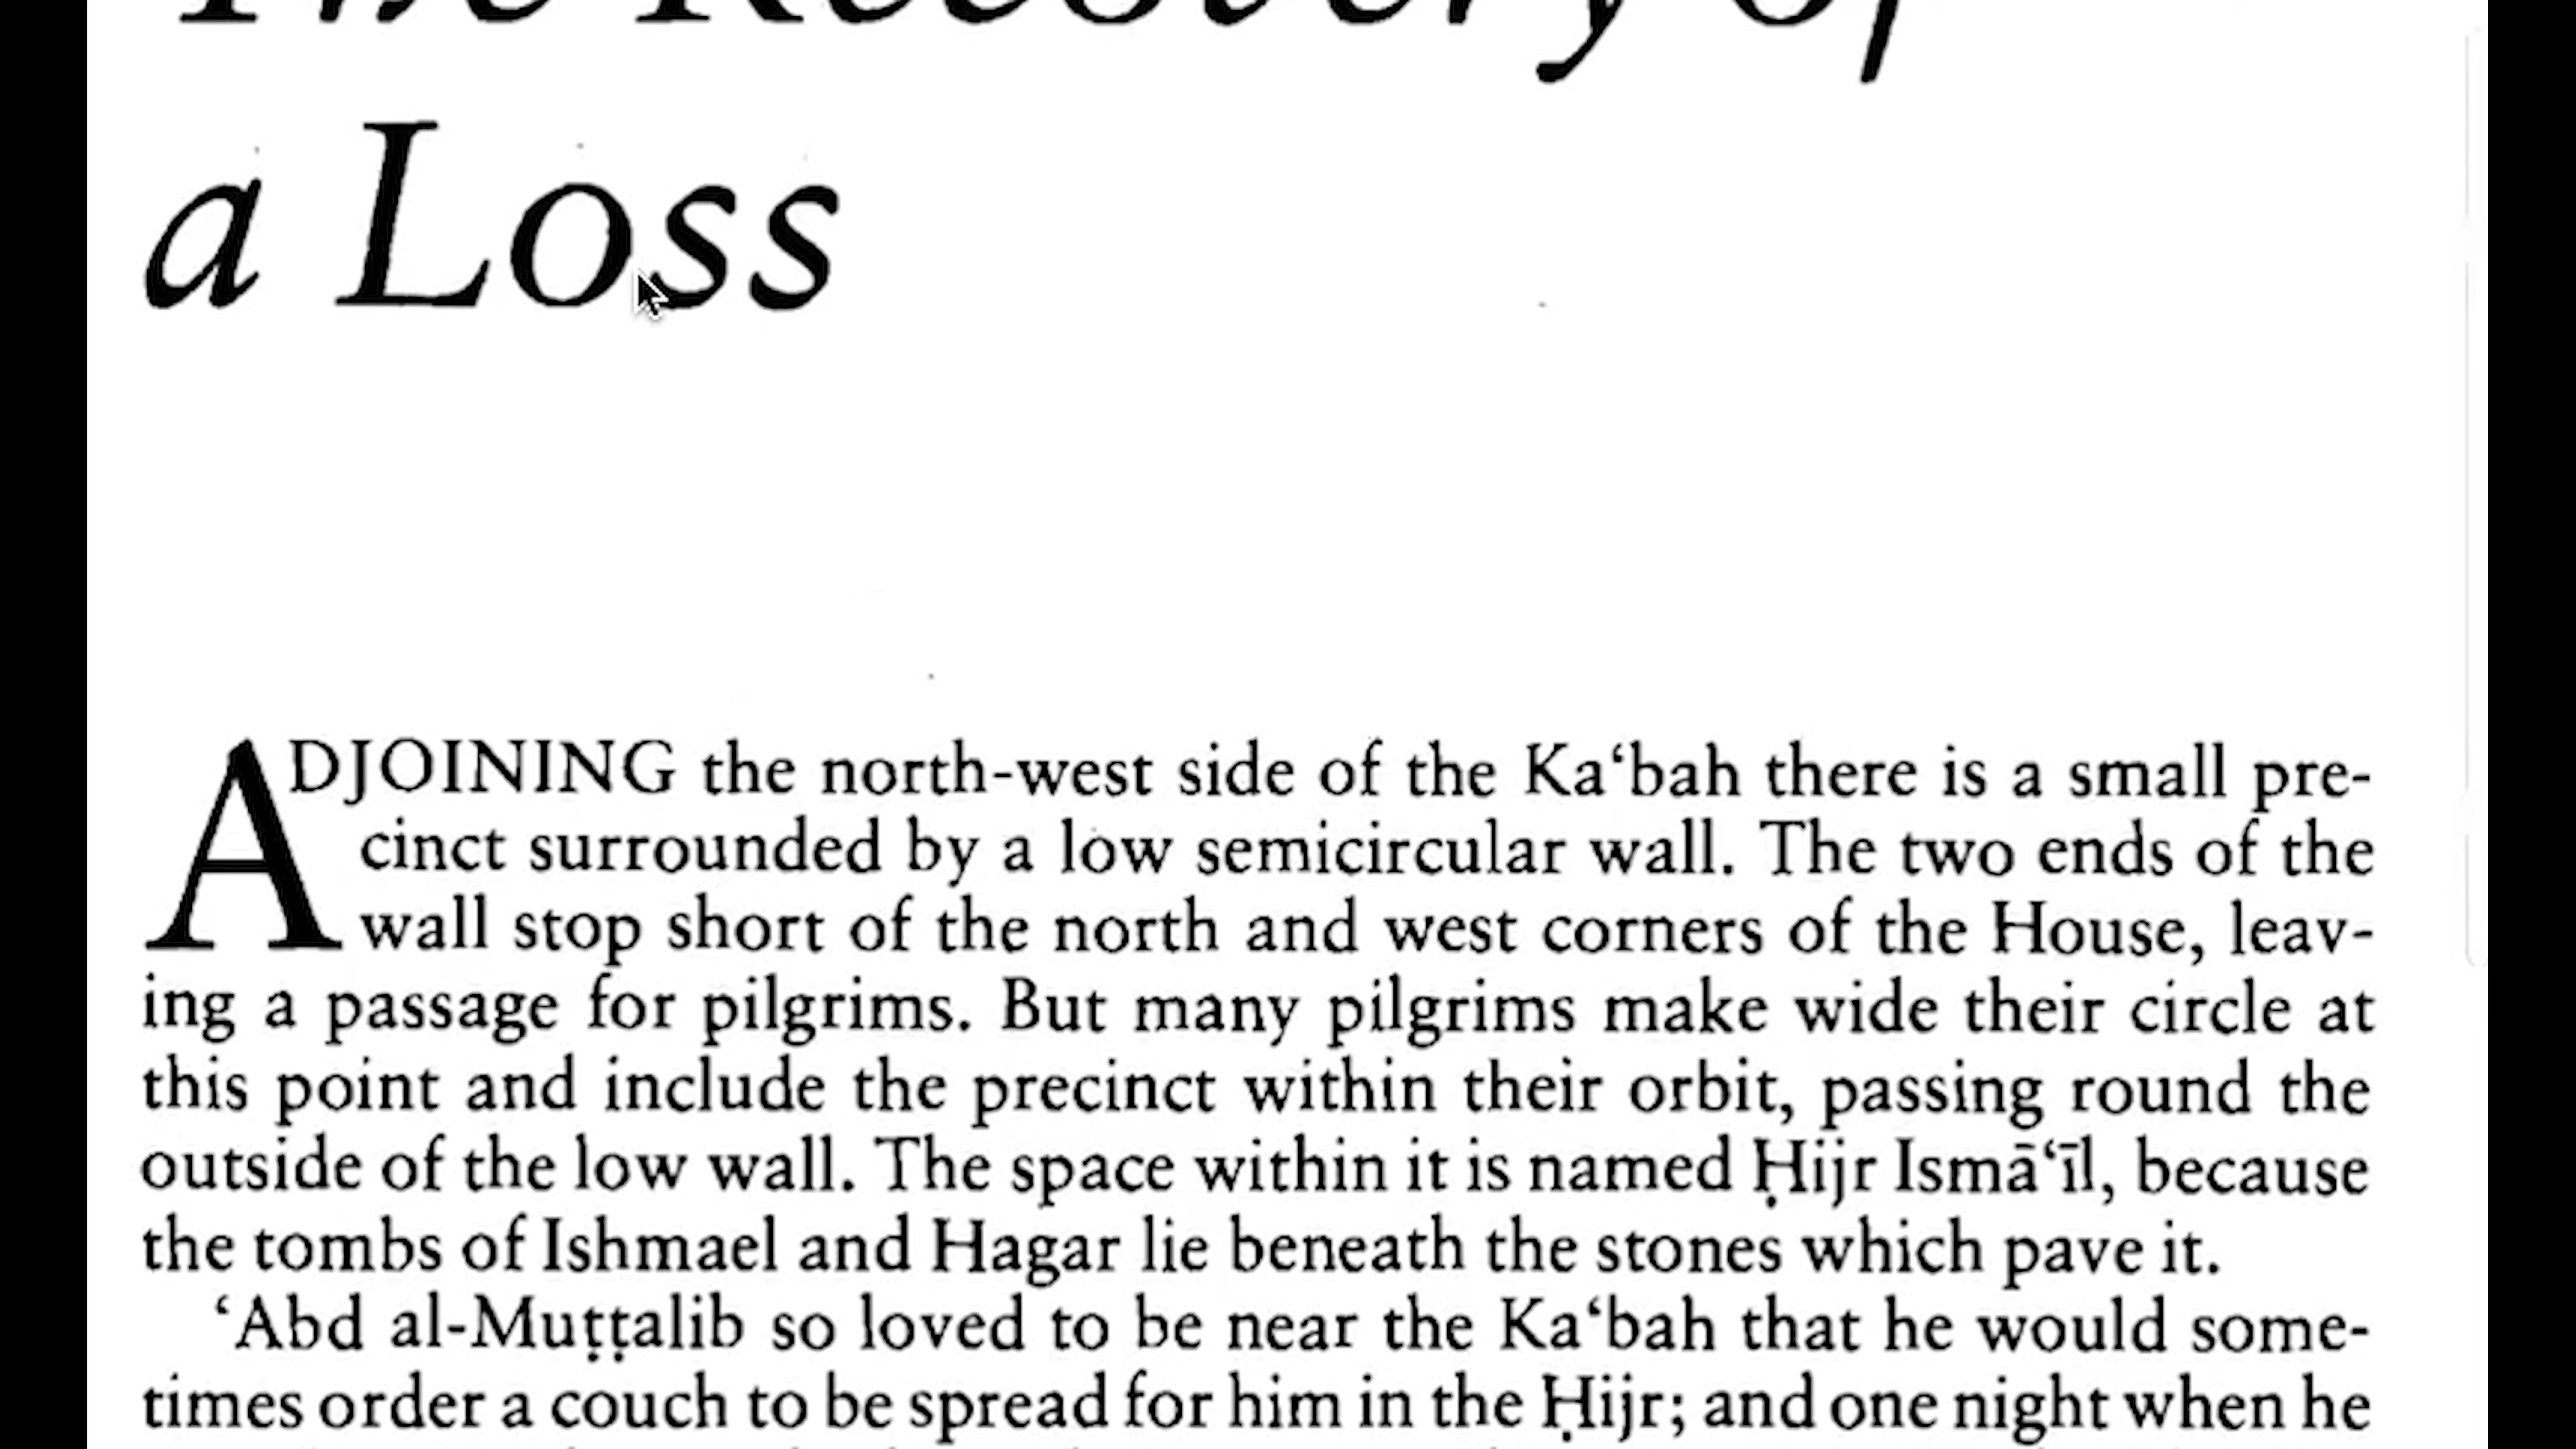 The Recovery of
a Loss
ADJOINING the north-west side of the Ka‘bah there is a small pre-
cinct surrounded by a low semicircular wall. The two ends of the
wall stop short of the north and west corners of the House, leav-
ing a passage for pilgrims. But many pilgrims make wide their circle at
this point and include the precinct within their orbit, passing round the
outside of the low wall. The space within it is named Ḥijr Ismā‘īl, because
the tombs of Ishmael and Hagar lie beneath the stones which pave it.
‘Abd al-Muṭṭalib so loved to be near the Ka‘bah that he would some-
times order a couch to be spread for him in the Ḥijr; and one night when he